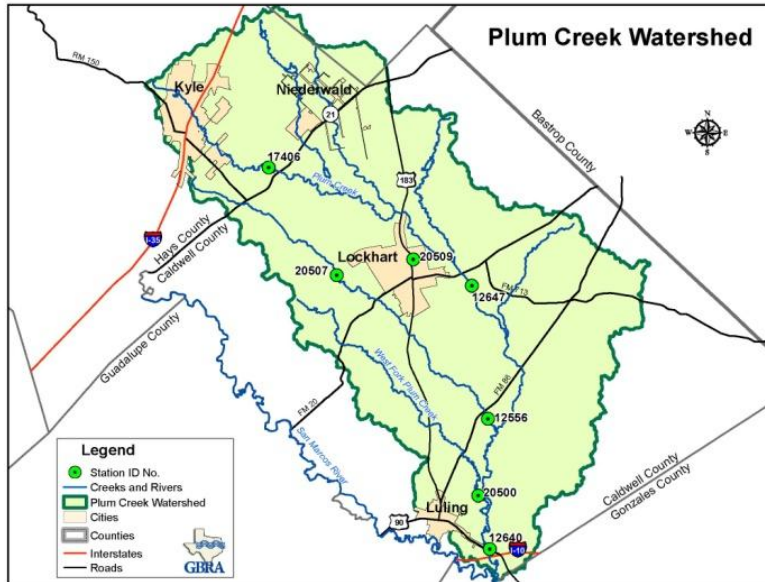 Plum Creek Watershed
RM 150
Kyle
Niederwald
21
Bastrop County
N
W
E
S
17406
183
Plum Creek
I-35
Hays County
Caldwell County
Lockhart
20509
20507
12647
FM 713
Guadalupe County
West Fork Plum Creek
FM 20
FM 86
12556
San Marcos River
Legend
Station ID No.
Creeks and Rivers
Plum Creek Watershed
Cities
Counties
Interstates
Roads
GBRA
20500
Luling
90
12640
I-10
Caldwell County
Gonzales County